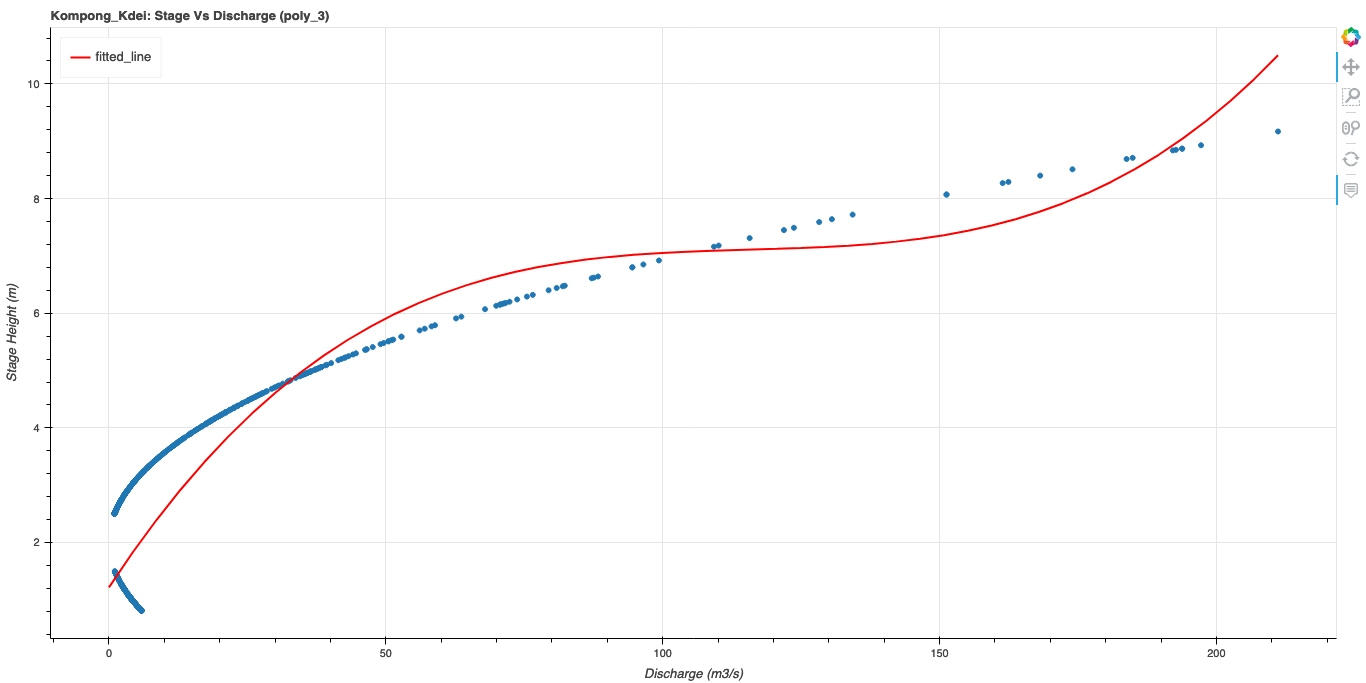 Kompong_Kdei: Stage Vs Discharge (poly_3)
fitted_line
10
8
6
4
2
Stage Height (m)
0 50 100 150 200
Discharge (m3/s)